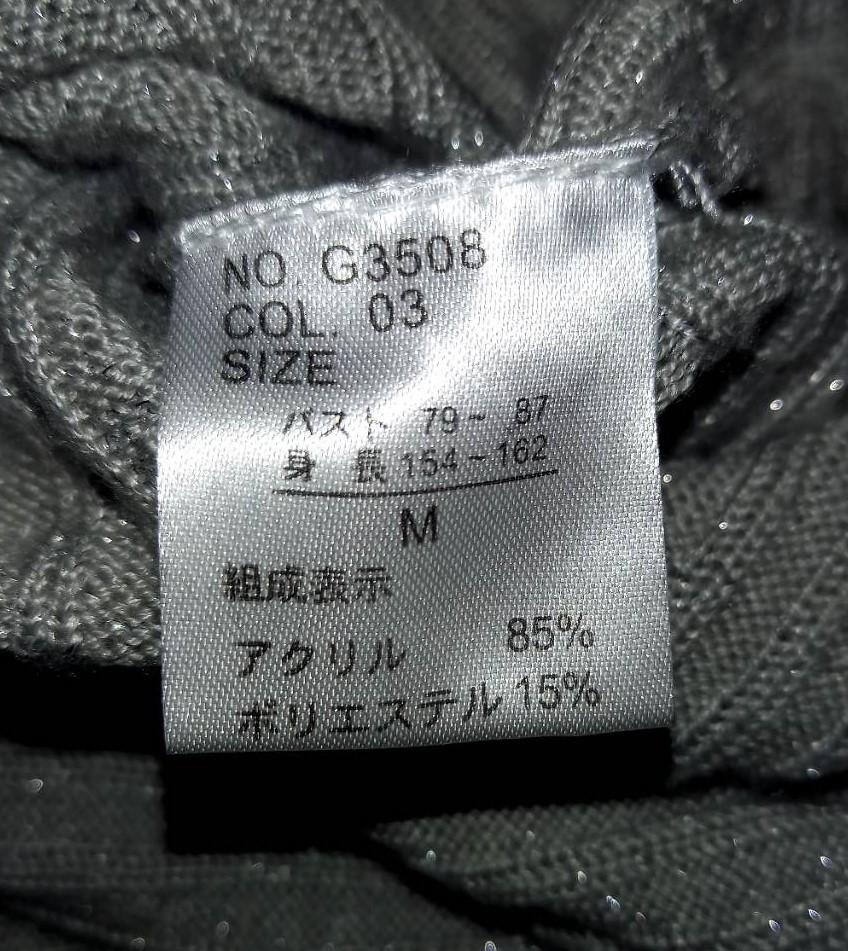 NO. G3508
COL. 03
SIZE
バスト 79~ 87
身 長 154~162
M
組成表示
アクリル 85%
ポリエステル 15%